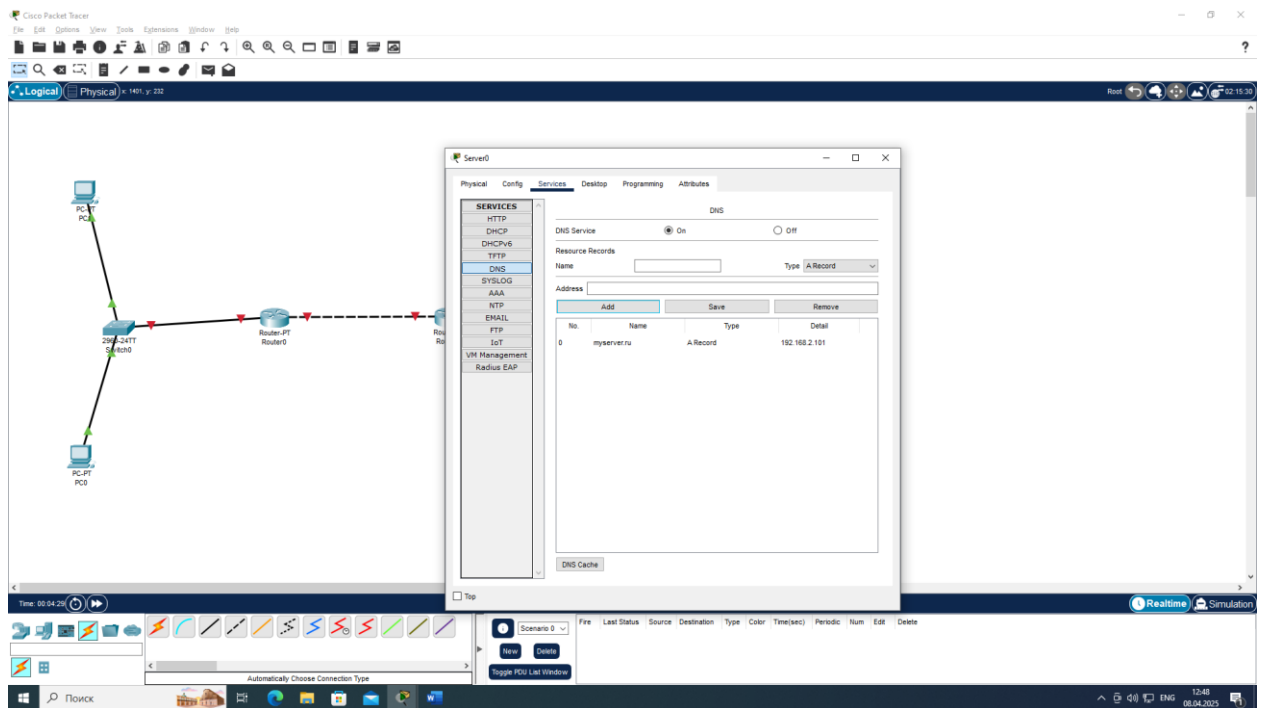 Cisco Packet Tracer
File Edit Options View Tools Extensions Window Help
?
Logical Physical x: 1401, y: 232
Root 02:15:30
Server0
Physical Config Services Desktop Programming Attributes
SERVICES
HTTP
DHCP
DHCPv6
TFTP
DNS
SYSLOG
AAA
NTP
EMAIL
FTP
IoT
VM Management
Radius EAP
DNS
DNS Service On Off
Resource Records
Name Type A Record
Address
Add Save Remove
No. Name Type Detail
0 myserver.ru A Record 192.168.2.101
DNS Cache
Top
PC-PT
2960-24TT
Switch0
Router-PT
Router0
PC-PT
PC0
Time: 00:04:29
Realtime Simulation
Scenario 0
New Delete
Toggle PDU List Window
Fire Last Status Source Destination Type Color Time(sec) Periodic Num Edit Delete
Automatically Choose Connection Type
Поиск
ENG
12:48
08.04.2025